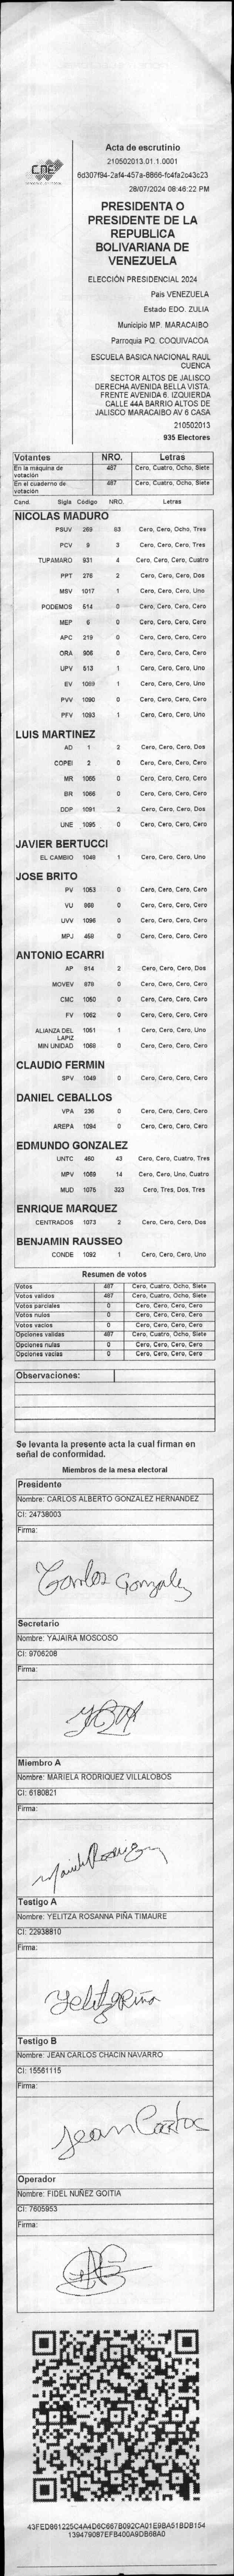 CNE
Acta de escrutinio
210502013.01.1.0001
6d307f94-2af4-457a-8866-fc4fa2c43c23
28/07/2024 08:46:22 PM
PRESIDENTA O
PRESIDENTE DE LA
REPUBLICA
BOLIVARIANA DE
VENEZUELA
ELECCIÓN PRESIDENCIAL 2024
Pais VENEZUELA
Estado EDO. ZULIA
Municipio MP. MARACAIBO
Parroquia PQ. COQUIVACOA
ESCUELA BASICA NACIONAL RAUL
CUENCA
SECTOR ALTOS DE JALISCO
DERECHA AVENIDA BELLA VISTA.
FRENTE AVENIDA 6. IZQUIERDA
CALLE 44A BARRIO ALTOS DE
JALISCO MARACAIBO AV 6 CASA
210502013
935 Electores
Votantes NRO. Letras
En la máquina de votación 487 Cero, Cuatro, Ocho, Siete
En el cuaderno de votación 487 Cero, Cuatro, Ocho, Siete
Cand. Sigla Código NRO. Letras
NICOLAS MADURO
PSUV 269 83 Cero, Cero, Ocho, Tres
PCV 9 3 Cero, Cero, Cero, Tres
TUPAMARO 931 4 Cero, Cero, Cero, Cuatro
PPT 276 2 Cero, Cero, Cero, Dos
MSV 1017 1 Cero, Cero, Cero, Uno
PODEMOS 514 0 Cero, Cero, Cero, Cero
MEP 6 0 Cero, Cero, Cero, Cero
APC 219 0 Cero, Cero, Cero, Cero
ORA 906 0 Cero, Cero, Cero, Cero
UPV 513 1 Cero, Cero, Cero, Uno
EV 1089 1 Cero, Cero, Cero, Uno
PVV 1090 0 Cero, Cero, Cero, Cero
PFV 1093 1 Cero, Cero, Cero, Uno
LUIS MARTINEZ
AD 1 2 Cero, Cero, Cero, Dos
COPEI 2 0 Cero, Cero, Cero, Cero
MR 1065 0 Cero, Cero, Cero, Cero
BR 1066 0 Cero, Cero, Cero, Cero
DDP 1091 2 Cero, Cero, Cero, Dos
UNE 1095 0 Cero, Cero, Cero, Cero
JAVIER BERTUCCI
EL CAMBIO 1048 1 Cero, Cero, Cero, Uno
JOSE BRITO
PV 1053 0 Cero, Cero, Cero, Cero
VU 968 0 Cero, Cero, Cero, Cero
UVV 1096 0 Cero, Cero, Cero, Cero
MPJ 458 0 Cero, Cero, Cero, Cero
ANTONIO ECARRI
AP 814 2 Cero, Cero, Cero, Dos
MOVEV 878 0 Cero, Cero, Cero, Cero
CMC 1050 0 Cero, Cero, Cero, Cero
FV 1062 0 Cero, Cero, Cero, Cero
ALIANZA DEL LAPIZ 1061 1 Cero, Cero, Cero, Uno
MIN UNIDAD 1068 0 Cero, Cero, Cero, Cero
CLAUDIO FERMIN
SPV 1049 0 Cero, Cero, Cero, Cero
DANIEL CEBALLOS
VPA 236 0 Cero, Cero, Cero, Cero
AREPA 1094 0 Cero, Cero, Cero, Cero
EDMUNDO GONZALEZ
UNTC 460 43 Cero, Cero, Cuatro, Tres
MPV 1069 14 Cero, Cero, Uno, Cuatro
MUD 1075 323 Cero, Tres, Dos, Tres
ENRIQUE MARQUEZ
CENTRADOS 1073 2 Cero, Cero, Cero, Dos
BENJAMIN RAUSSEO
CONDE 1092 1 Cero, Cero, Cero, Uno
Resumen de votos
Votos 487 Cero, Cuatro, Ocho, Siete
Votos validos 487 Cero, Cuatro, Ocho, Siete
Votos parciales 0 Cero, Cero, Cero, Cero
Votos nulos 0 Cero, Cero, Cero, Cero
Votos vacios 0 Cero, Cero, Cero, Cero
Opciones validas 487 Cero, Cuatro, Ocho, Siete
Opciones nulas 0 Cero, Cero, Cero, Cero
Opciones vacias 0 Cero, Cero, Cero, Cero
Observaciones:
Se levanta la presente acta la cual firman en
señal de conformidad.
Miembros de la mesa electoral
Presidente
Nombre: CARLOS ALBERTO GONZALEZ HERNANDEZ
CI: 24738003
Firma:
Carlos Gonzalez
Secretario
Nombre: YAJAIRA MOSCOSO
CI: 9706208
Firma:
Miembro A
Nombre: MARIELA RODRIQUEZ VILLALOBOS
CI: 6180821
Firma:
Testigo A
Nombre: YELITZA ROSANNA PIÑA TIMAURE
CI: 22938810
Firma:
Yelitza Piña
Testigo B
Nombre: JEAN CARLOS CHACIN NAVARRO
CI: 15561115
Firma:
Jean Carlos
Operador
Nombre: FIDEL NUÑEZ GOITIA
CI: 7605953
Firma:
43FED861225C4A4D6C667B092CA01E9BA51BDB154
139479087EFB400A9DB68A0